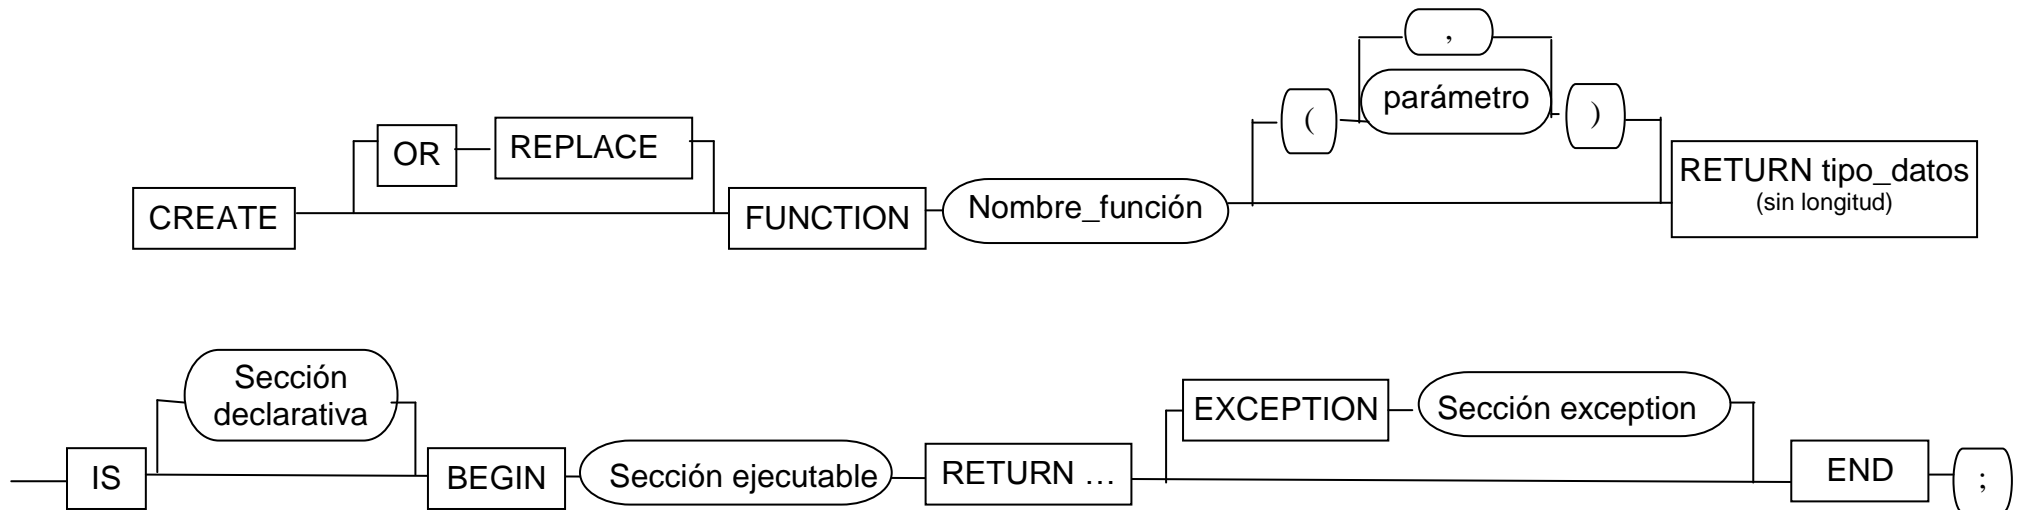 ,
( parámetro )
OR REPLACE
CREATE FUNCTION Nombre_función RETURN tipo_datos
(sin longitud)
Sección
declarativa
EXCEPTION Sección exception
IS BEGIN Sección ejecutable RETURN … END ;